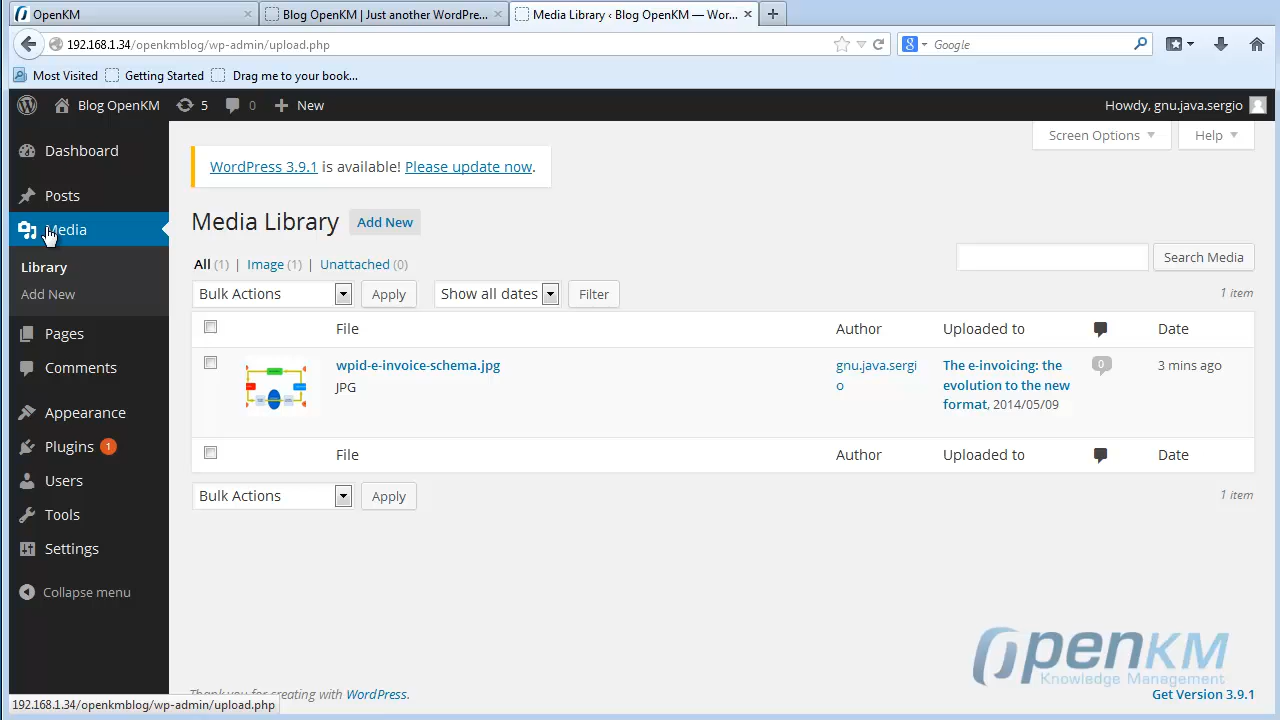 OpenKM
Blog OpenKM | Just another WordPre...
Media Library ‹ Blog OpenKM — Wor...
192.168.1.34/openkmblog/wp-admin/upload.php
Google
Most Visited
Getting Started
Drag me to your book...
Blog OpenKM
5
0
New
Howdy, gnu.java.sergio
Screen Options
Help
Dashboard
Posts
Media
Library
Add New
Pages
Comments
Appearance
Plugins 1
Users
Tools
Settings
Collapse menu
WordPress 3.9.1 is available! Please update now.
Media Library
Add New
All (1) | Image (1) | Unattached (0)
Search Media
Bulk Actions
Apply
Show all dates
Filter
1 item
File
Author
Uploaded to
Date
wpid-e-invoice-schema.jpg
JPG
gnu.java.sergi
o
The e-invoicing: the
evolution to the new
format, 2014/05/09
0
3 mins ago
File
Author
Uploaded to
Date
Bulk Actions
Apply
1 item
OpenKM
Knowledge Management
Thank you for creating with WordPress.
Get Version 3.9.1
192.168.1.34/openkmblog/wp-admin/upload.php